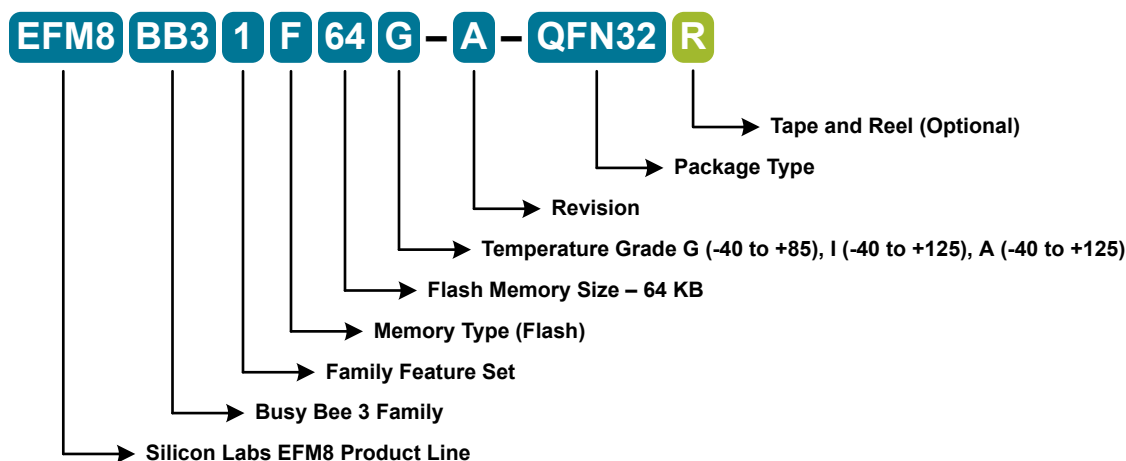 EFM8 BB3 1 F 64 G – A – QFN32 R
Tape and Reel (Optional)
Package Type
Revision
Temperature Grade G (-40 to +85), I (-40 to +125), A (-40 to +125)
Flash Memory Size – 64 KB
Memory Type (Flash)
Family Feature Set
Busy Bee 3 Family
Silicon Labs EFM8 Product Line